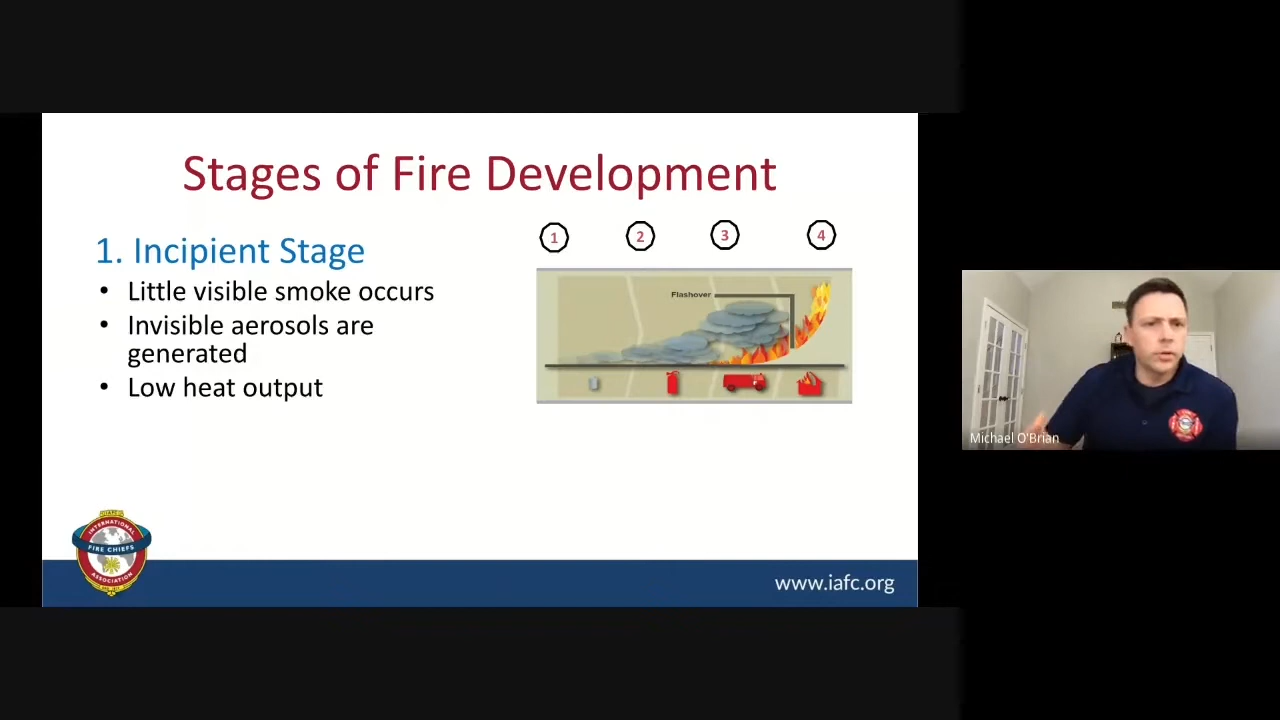 Stages of Fire Development
1. Incipient Stage
• Little visible smoke occurs
• Invisible aerosols are
generated
• Low heat output
1
2
3
4
Flashover
INTERNATIONAL
FIRE CHIEFS
ASSOCIATION
www.iafc.org
Michael O'Brian